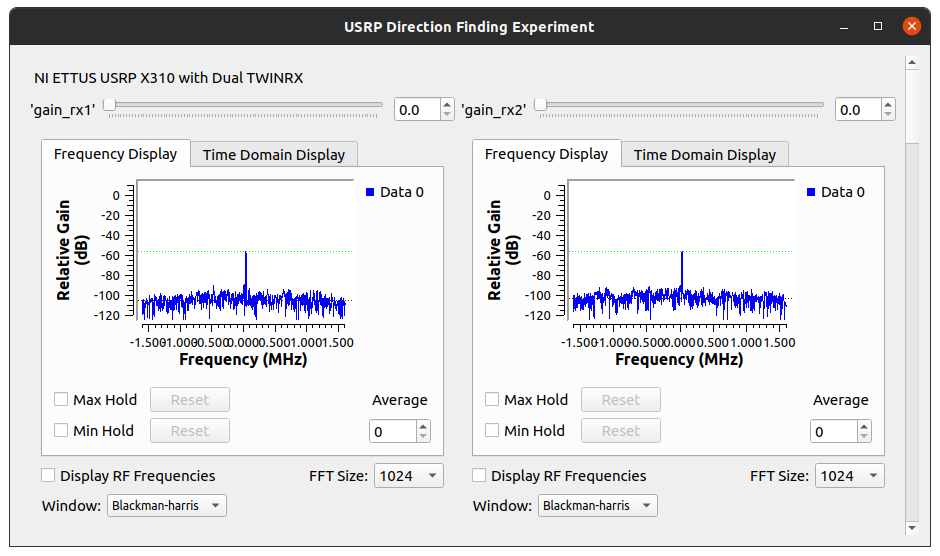 USRP Direction Finding Experiment
NI ETTUS USRP X310 with Dual TWINRX
'gain_rx1' 0.0 'gain_rx2' 0.0
Frequency Display Time Domain Display
Relative Gain (dB)
0
-20
-40
-60
-80
-100
-120
Data 0
-1.500 -1.000 -0.500 0.000 0.500 1.000 1.500
Frequency (MHz)
Max Hold Reset Average
Min Hold Reset 0
Display RF Frequencies FFT Size: 1024
Window: Blackman-harris
Frequency Display Time Domain Display
Relative Gain (dB)
0
-20
-40
-60
-80
-100
-120
Data 0
-1.500 -1.000 -0.500 0.000 0.500 1.000 1.500
Frequency (MHz)
Max Hold Reset Average
Min Hold Reset 0
Display RF Frequencies FFT Size: 1024
Window: Blackman-harris